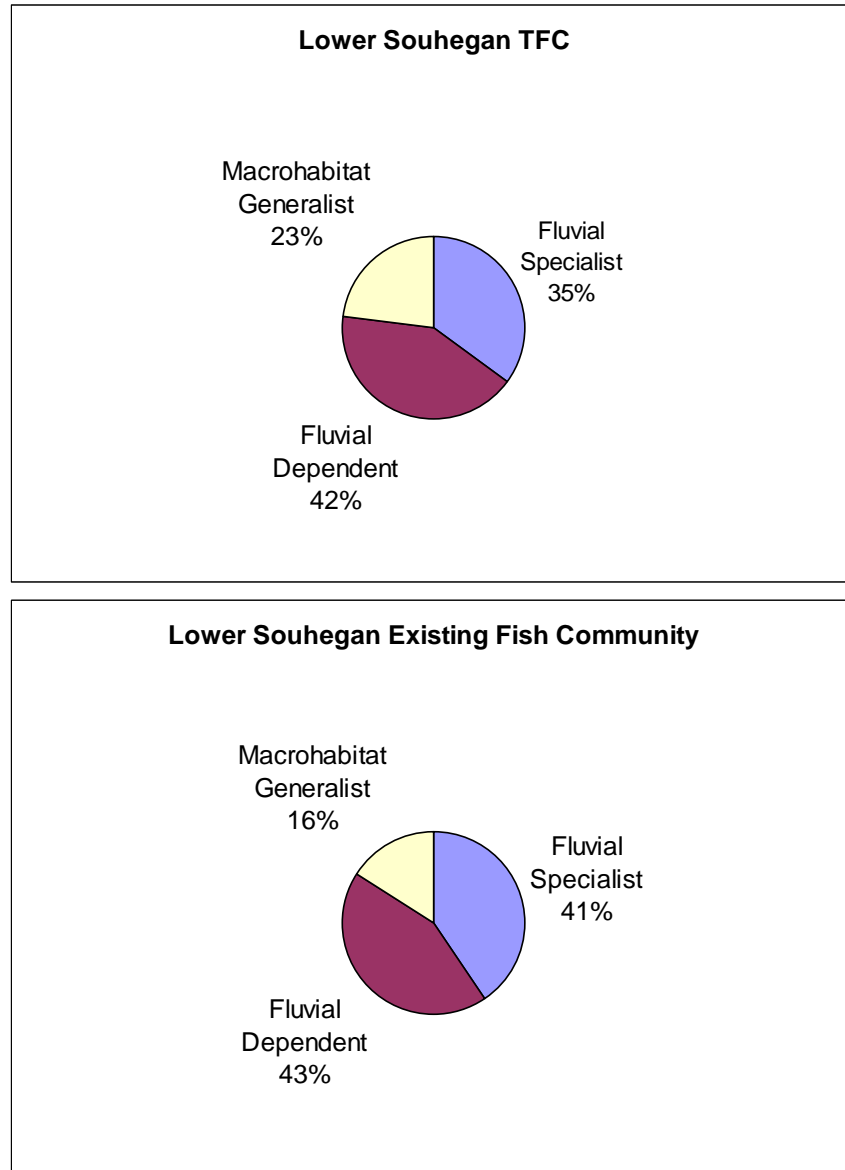 Lower Souhegan TFC
Macrohabitat
Generalist
23%
Fluvial
Specialist
35%
Fluvial
Dependent
42%
Lower Souhegan Existing Fish Community
Macrohabitat
Generalist
16%
Fluvial
Specialist
41%
Fluvial
Dependent
43%